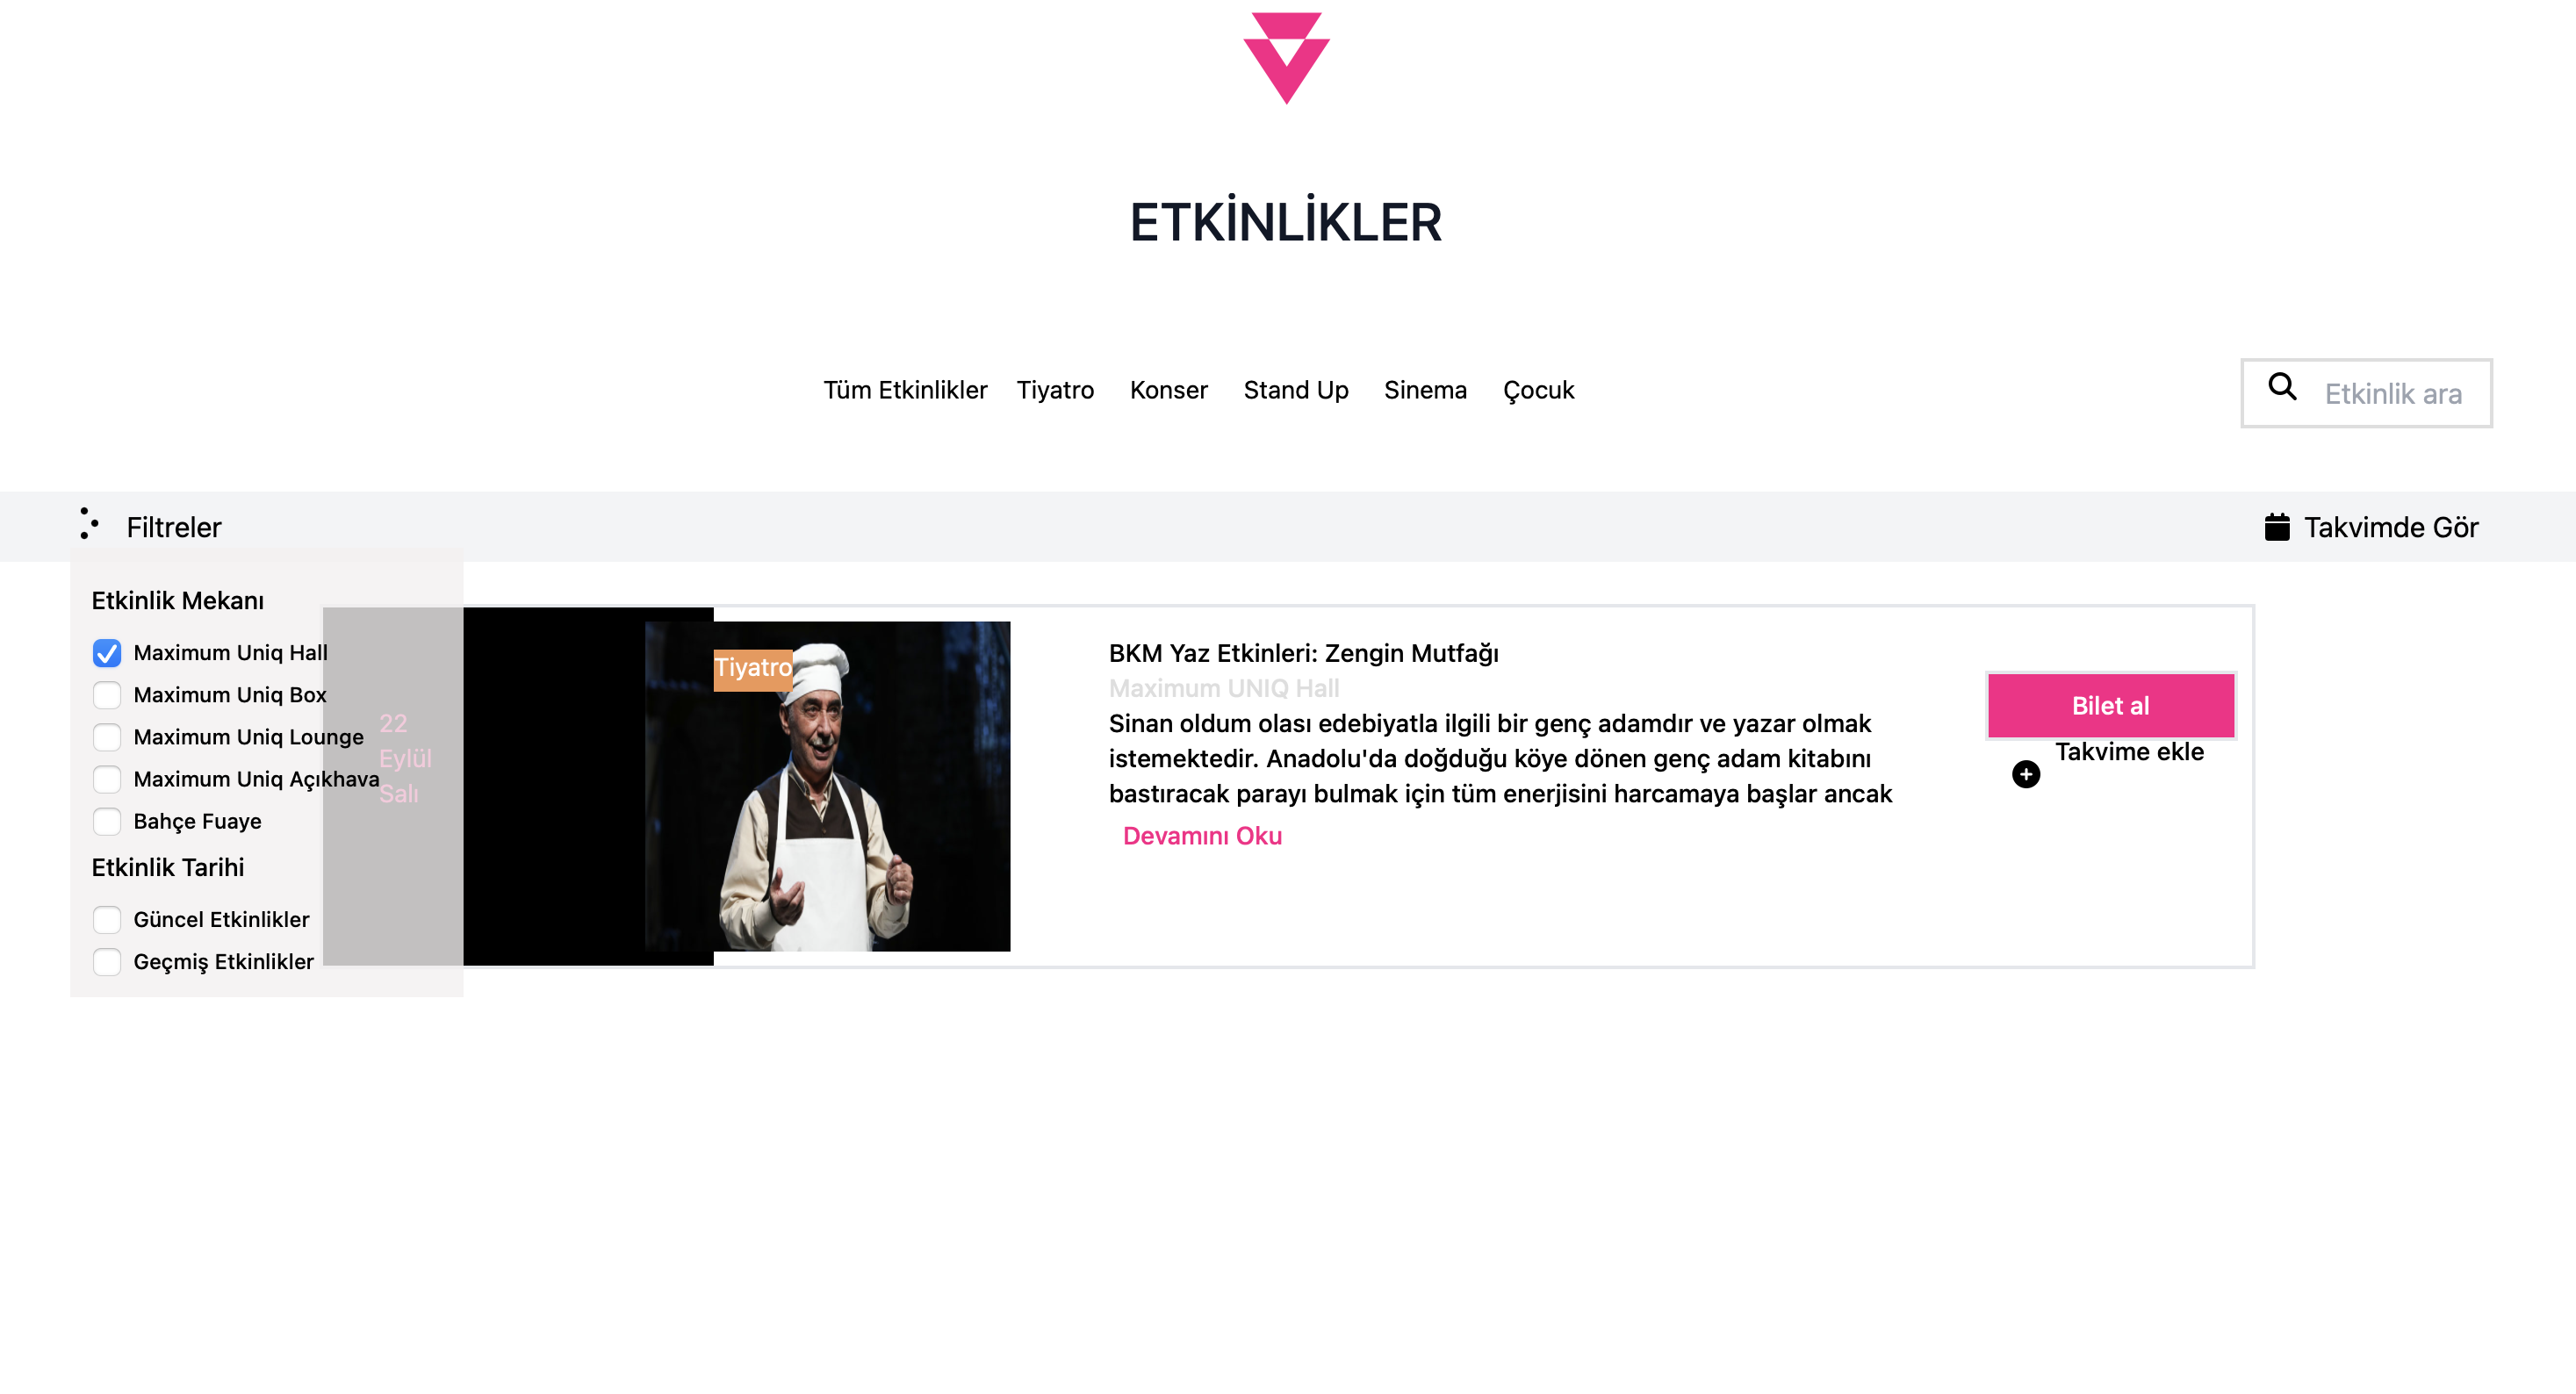 ETKİNLİKLER
Tüm Etkinlikler Tiyatro Konser Stand Up Sinema Çocuk
Etkinlik ara
Filtreler
Takvimde Gör
Etkinlik Mekanı
Maximum Uniq Hall
Maximum Uniq Box
Maximum Uniq Lounge
Maximum Uniq Açıkhava
Bahçe Fuaye
Etkinlik Tarihi
Güncel Etkinlikler
Geçmiş Etkinlikler
22
Eylül
Salı
Tiyatro
BKM Yaz Etkinleri: Zengin Mutfağı
Maximum UNIQ Hall
Sinan oldum olası edebiyatla ilgili bir genç adamdır ve yazar olmak
istemektedir. Anadolu'da doğduğu köye dönen genç adam kitabını
bastıracak parayı bulmak için tüm enerjisini harcamaya başlar ancak
Devamını Oku
Bilet al
Takvime ekle